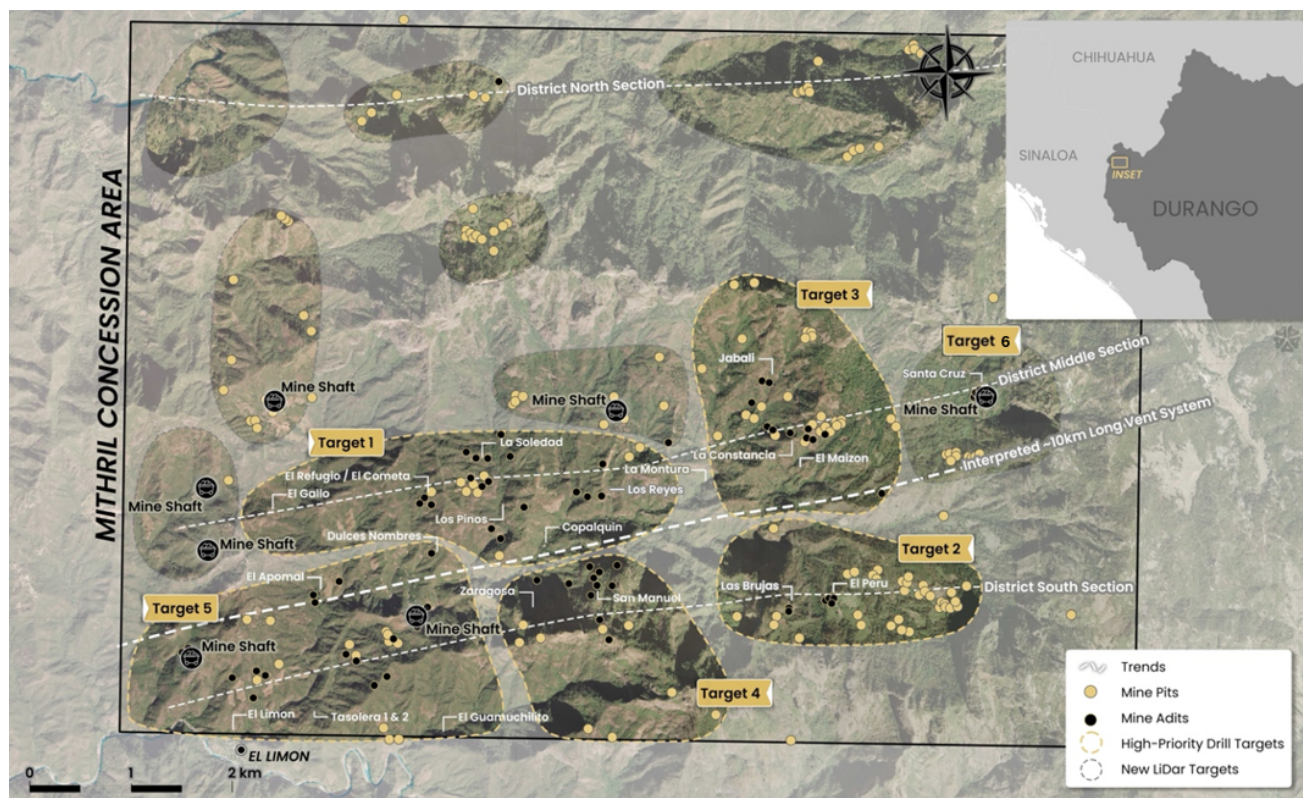 CHIHUAHUA
SINALOA
INSET
DURANGO
District North Section
MITHRIL CONCESSION AREA
Target 3
Target 6
Jabali
Santa Cruz
District Middle Section
Mine Shaft
Mine Shaft
Mine Shaft
Interpreted ~10km Long Vent System
Target 1
La Soledad
La Constancia
El Maizon
El Refugio / El Cometa
La Montura
El Gallo
Los Reyes
Mine Shaft
Los Pinos
Copalquin
Dulces Nombres
Mine Shaft
Target 2
El Apomal
Las Brujas
El Peru
District South Section
Zaragosa
San Manuol
Target 5
Mine Shaft
Mine Shaft
Target 4
El Limon
Tasolera 1 & 2
El Guamuchilito
EL LIMON
0 1 2 km
Trends
Mine Pits
Mine Adits
High-Priority Drill Targets
New LiDar Targets